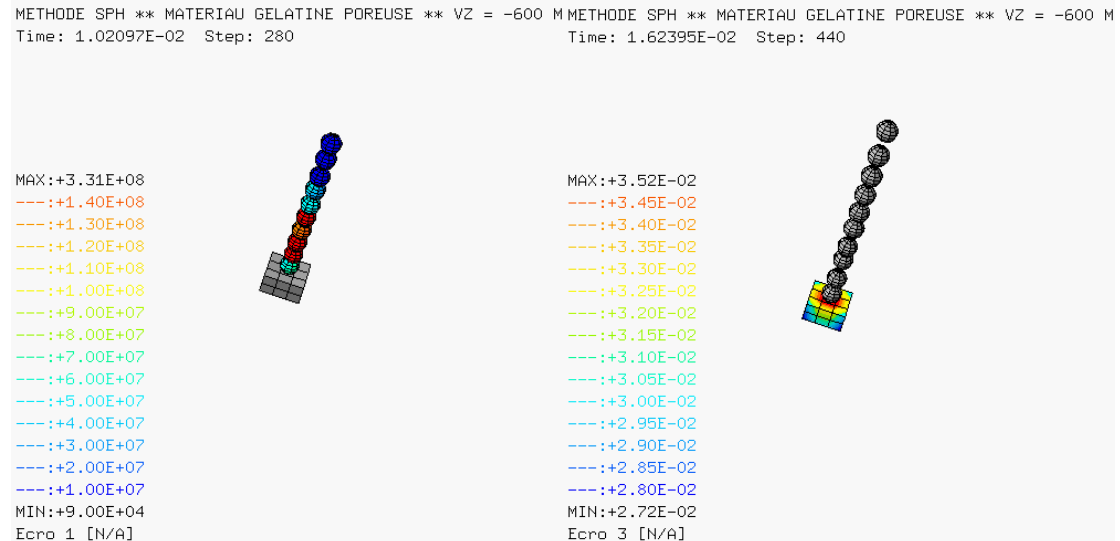 METHODE SPH ** MATERIAU GELATINE POREUSE ** VZ = -600 M
Time: 1.02097E-02 Step: 280
MAX:+3.31E+08
---:+1.40E+08
---:+1.30E+08
---:+1.20E+08
---:+1.10E+08
---:+1.00E+08
---:+9.00E+07
---:+8.00E+07
---:+7.00E+07
---:+6.00E+07
---:+5.00E+07
---:+4.00E+07
---:+3.00E+07
---:+2.00E+07
---:+1.00E+07
MIN:+9.00E+04
Ecro 1 [N/A]
METHODE SPH ** MATERIAU GELATINE POREUSE ** VZ = -600 M
Time: 1.62395E-02 Step: 440
MAX:+3.52E-02
---:+3.45E-02
---:+3.40E-02
---:+3.35E-02
---:+3.30E-02
---:+3.25E-02
---:+3.20E-02
---:+3.15E-02
---:+3.10E-02
---:+3.05E-02
---:+3.00E-02
---:+2.95E-02
---:+2.90E-02
---:+2.85E-02
---:+2.80E-02
MIN:+2.72E-02
Ecro 3 [N/A]